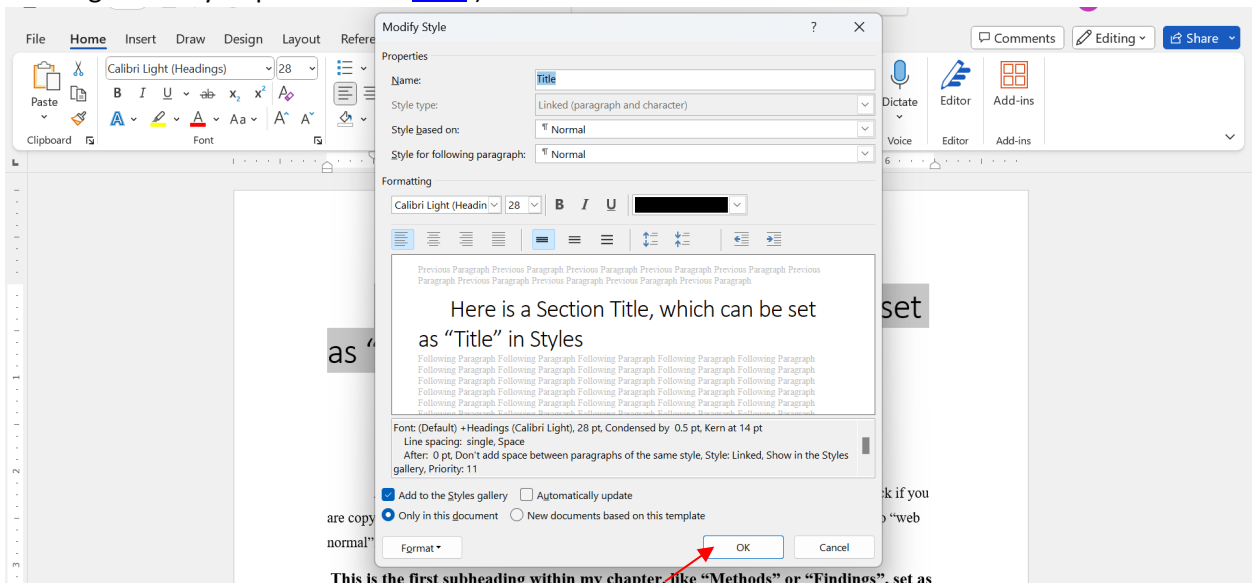 Modify Style ? X
File Home Insert Draw Design Layout Refere
Comments Editing Share
Properties
Name: Title
Style type: Linked (paragraph and character)
Style based on: ¶ Normal
Style for following paragraph: ¶ Normal
Calibri Light (Headings) 28
B I U ab x₂ x² A
A A Aa A^ A˅
Paste
Clipboard Font
Dictate Editor Add-ins
Voice Editor Add-ins
Formatting
Calibri Light (Headin 28 B I U
6
Previous Paragraph Previous Paragraph Previous Paragraph Previous Paragraph Previous Paragraph Previous
Paragraph Previous Paragraph Previous Paragraph Previous Paragraph Previous Paragraph
Here is a Section Title, which can be set
as “Title” in Styles
set
as “
Following Paragraph Following Paragraph Following Paragraph Following Paragraph Following Paragraph
Following Paragraph Following Paragraph Following Paragraph Following Paragraph Following Paragraph
Following Paragraph Following Paragraph Following Paragraph Following Paragraph Following Paragraph
Following Paragraph Following Paragraph Following Paragraph Following Paragraph Following Paragraph
Following Paragraph Following Paragraph Following Paragraph Following Paragraph Following Paragraph
Font: (Default) +Headings (Calibri Light), 28 pt, Condensed by 0.5 pt, Kern at 14 pt
Line spacing: single, Space
After: 0 pt, Don't add space between paragraphs of the same style, Style: Linked, Show in the Styles
gallery, Priority: 11
Add to the Styles gallery Automatically update
Only in this document New documents based on this template
Format OK Cancel
if you
are copy “web
normal”
This is the first subheading within my chapter, like “Methods” or “Findings”, set as
1
2
3